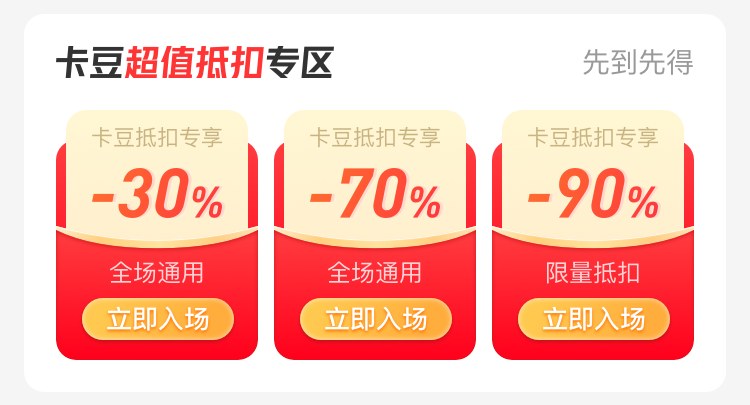 卡豆超值抵扣专区
先到先得
卡豆抵扣专享
-30%
全场通用
立即入场
卡豆抵扣专享
-70%
全场通用
立即入场
卡豆抵扣专享
-90%
限量抵扣
立即入场